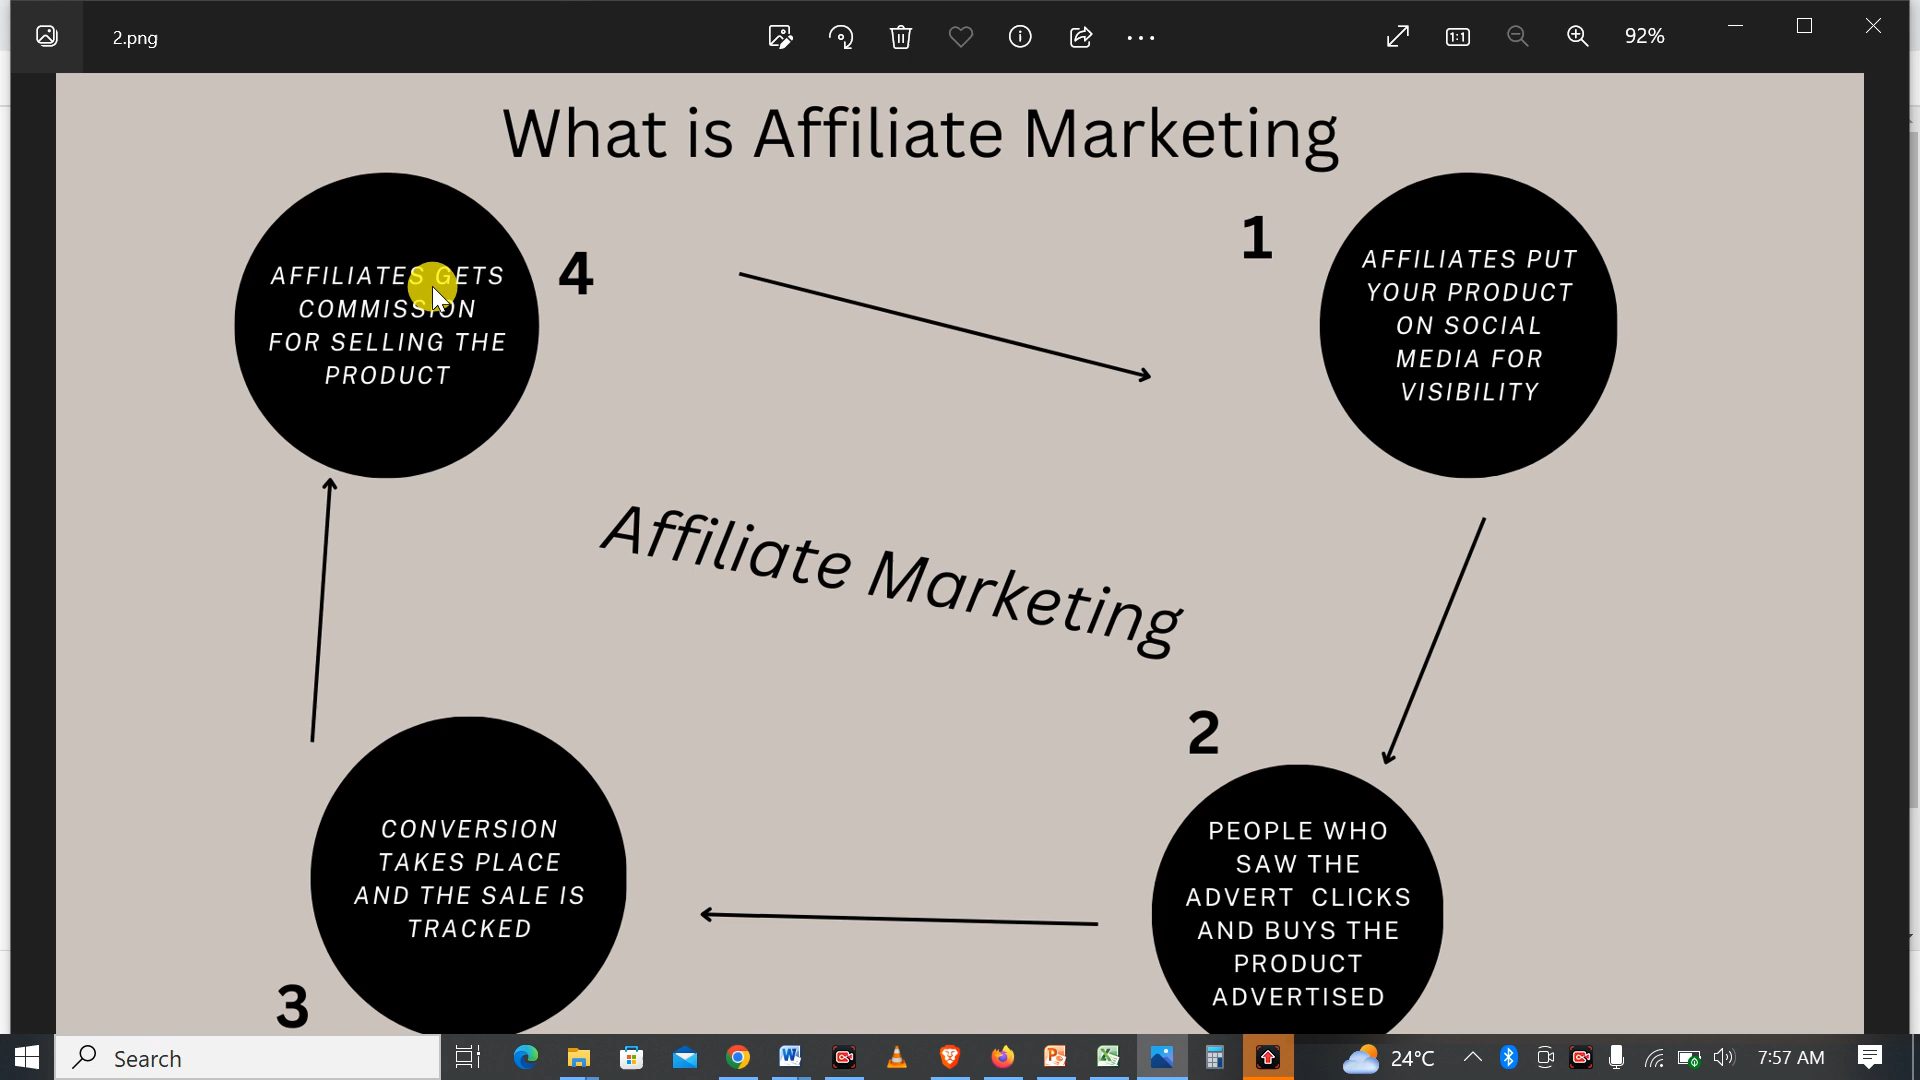 2.png
92%
What is Affiliate Marketing
4
AFFILIATES GETS
COMMISSION
FOR SELLING THE
PRODUCT
1
AFFILIATES PUT
YOUR PRODUCT
ON SOCIAL
MEDIA FOR
VISIBILITY
Affiliate Marketing
2
PEOPLE WHO
SAW THE
ADVERT CLICKS
AND BUYS THE
PRODUCT
ADVERTISED
CONVERSION
TAKES PLACE
AND THE SALE IS
TRACKED
3
Search
24°C
7:57 AM